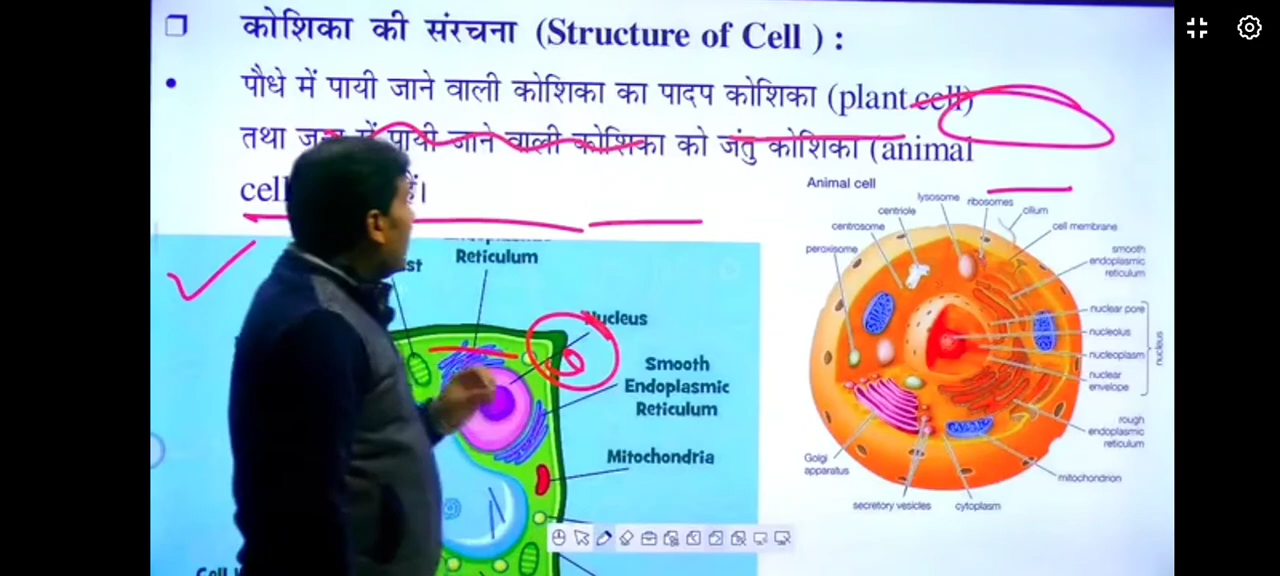 कोशिका की संरचना (Structure of Cell ) :
पौधे में पायी जाने वाली कोशिका का पादप कोशिका (plant cell)
तथा में पायी जाने वाली कोशिका को जंतु कोशिका (animal
cell
Reticulum
Nucleus
Smooth
Endoplasmic
Reticulum
Mitochondria
Animal cell
lysosome
ribosomes
centriole
cilium
centrosome
cell membrane
peroxisome
smooth
endoplasmic
reticulum
nuclear pore
nucleolus
nucleoplasm
nuclear
envelope
nucleus
rough
endoplasmic
reticulum
Golgi
apparatus
mitochondrion
secretory vesicles
cytoplasm
Cell